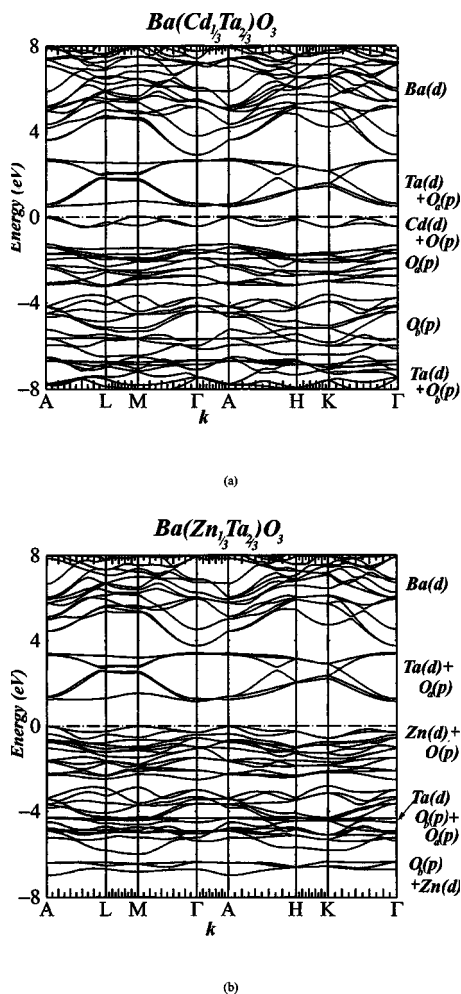 Ba(Cd1/3Ta2/3)O3
8
Ba(d)
4
Ta(d)
+Oa(p)
Energy (eV)
0
Cd(d)
+O(p)
Oa(p)
−4
Ob(p)
Ta(d)
+Ob(p)
−8
A L M Γ A H K Γ
k
(a)
Ba(Zn1/3Ta2/3)O3
8
Ba(d)
4
Ta(d)+
Oa(p)
Energy (eV)
0
Zn(d)+
O(p)
Ta(d)
−4
Ob(p)+
Oa(p)
Ob(p)
+Zn(d)
−8
A L M Γ A H K Γ
k
(b)